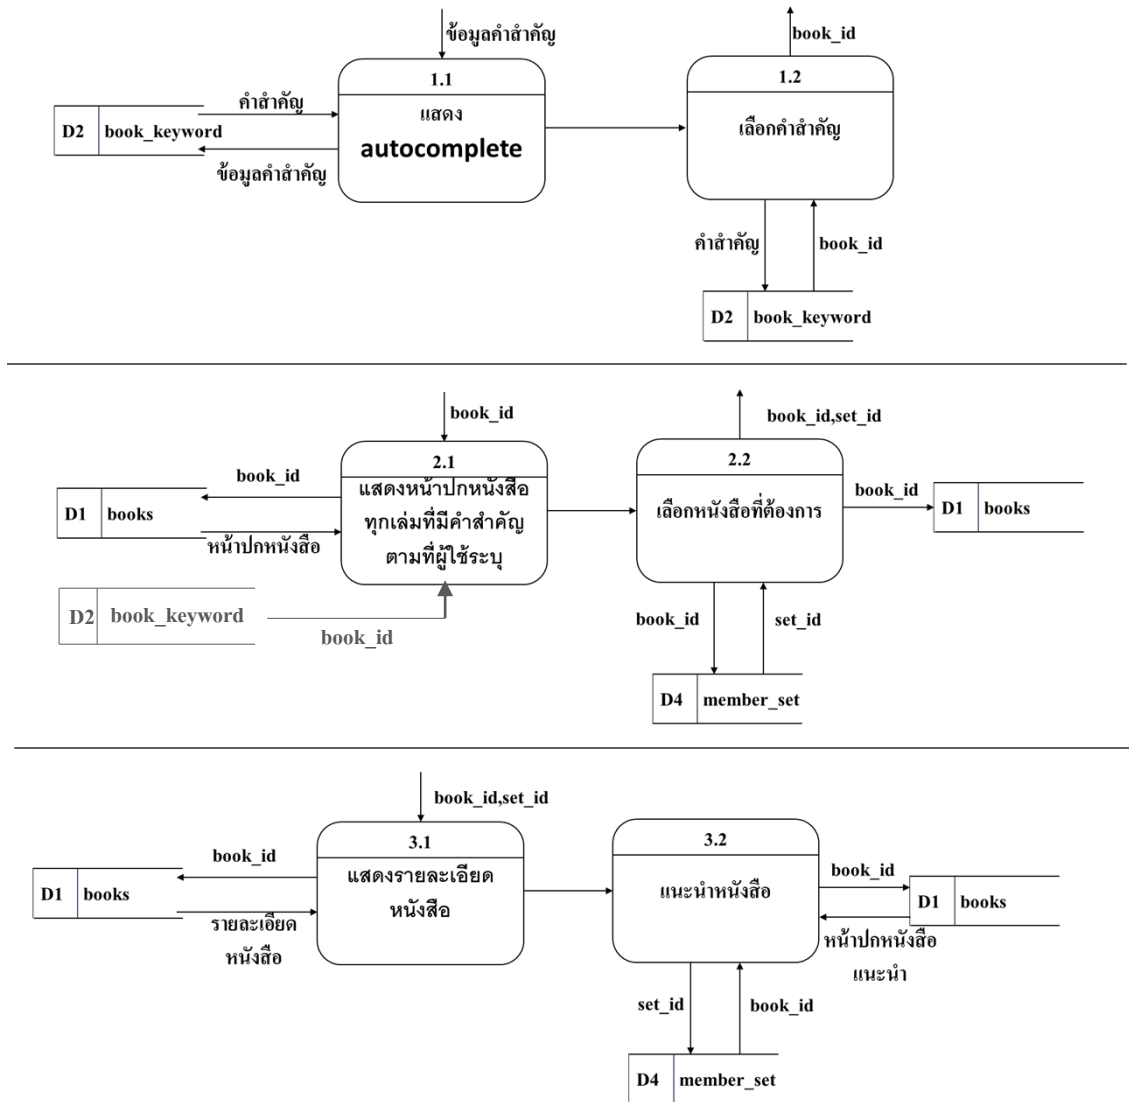 ข้อมูลคำสำคัญ
book_id
1.1
1.2
คำสำคัญ
แสดง
autocomplete
เลือกคำสำคัญ
D2 book_keyword
ข้อมูลคำสำคัญ
คำสำคัญ
book_id
D2 book_keyword
book_id
book_id,set_id
2.1
2.2
book_id
แสดงหน้าปกหนังสือ
ทุกเล่มที่มีคำสำคัญ
ตามที่ผู้ใช้ระบุ
เลือกหนังสือที่ต้องการ
book_id
D1 books
D1 books
หน้าปกหนังสือ
D2 book_keyword
book_id
book_id
set_id
D4 member_set
book_id,set_id
3.1
3.2
book_id
แสดงรายละเอียด
หนังสือ
แนะนำหนังสือ
book_id
D1 books
D1 books
รายละเอียด
หนังสือ
หน้าปกหนังสือ
แนะนำ
set_id
book_id
D4 member_set